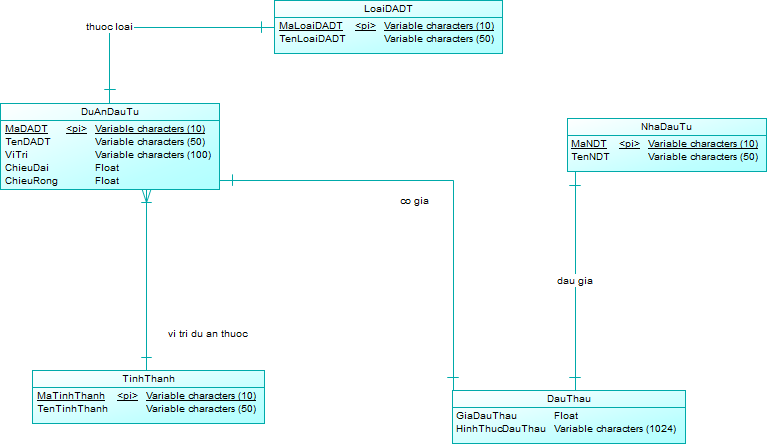 LoaiDADT
MaLoaiDADT <pi> Variable characters (10)
TenLoaiDADT Variable characters (50)
thuoc loai
DuAnDauTu
MaDADT <pi> Variable characters (10)
TenDADT Variable characters (50)
ViTri Variable characters (100)
ChieuDai Float
ChieuRong Float
NhaDauTu
MaNDT <pi> Variable characters (10)
TenNDT Variable characters (50)
co gia
dau gia
vi tri du an thuoc
TinhThanh
MaTinhThanh <pi> Variable characters (10)
TenTinhThanh Variable characters (50)
DauThau
GiaDauThau Float
HinhThucDauThau Variable characters (1024)